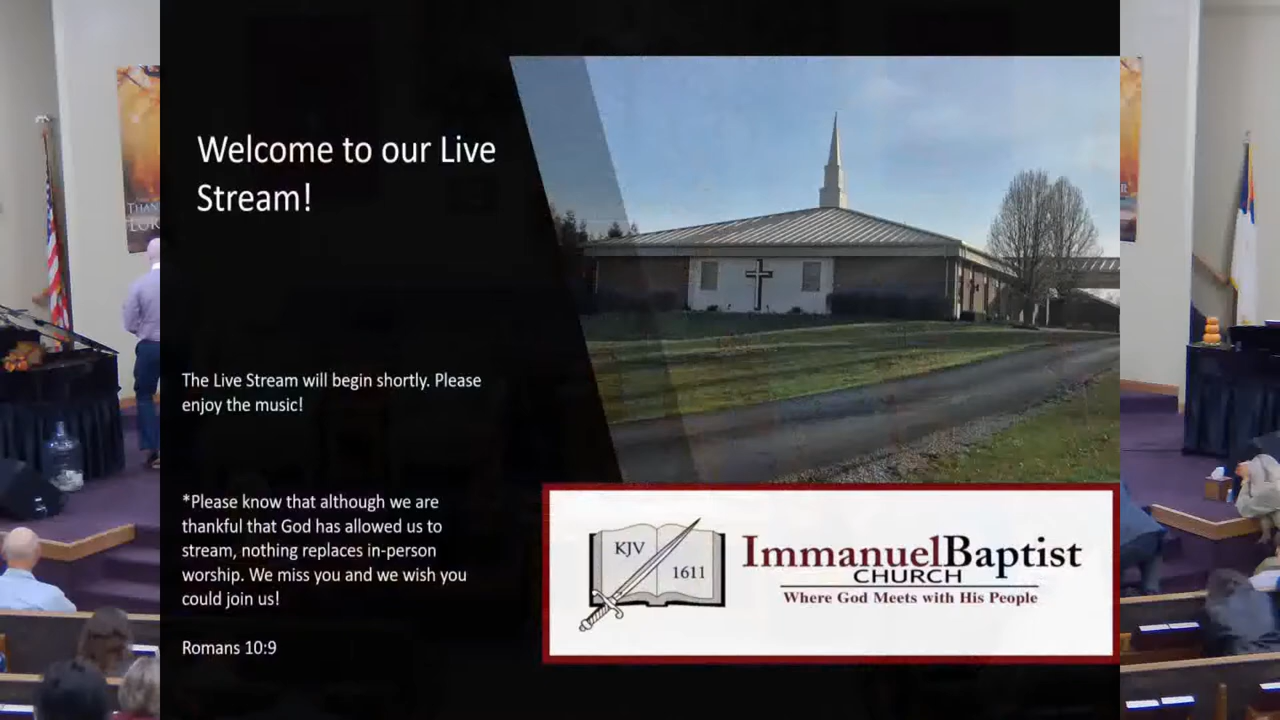 Welcome to our Live
Stream!
The Live Stream will begin shortly. Please
enjoy the music!
*Please know that although we are
thankful that God has allowed us to
stream, nothing replaces in-person
worship. We miss you and we wish you
could join us!
Romans 10:9
KJV
1611
ImmanuelBaptist
CHURCH
Where God Meets with His People